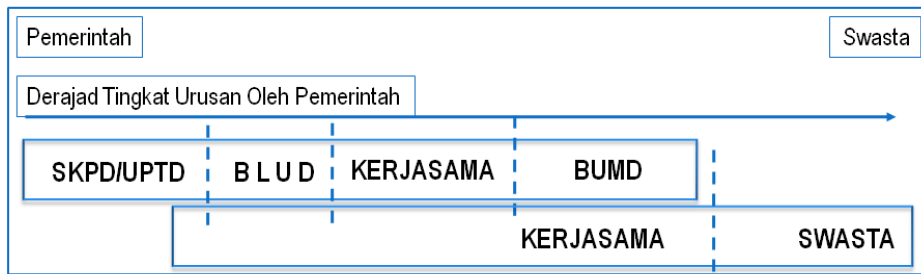 Pemerintah Swasta
Derajad Tingkat Urusan Oleh Pemerintah
SKPD/UPTD B L U D KERJASAMA BUMD
KERJASAMA SWASTA